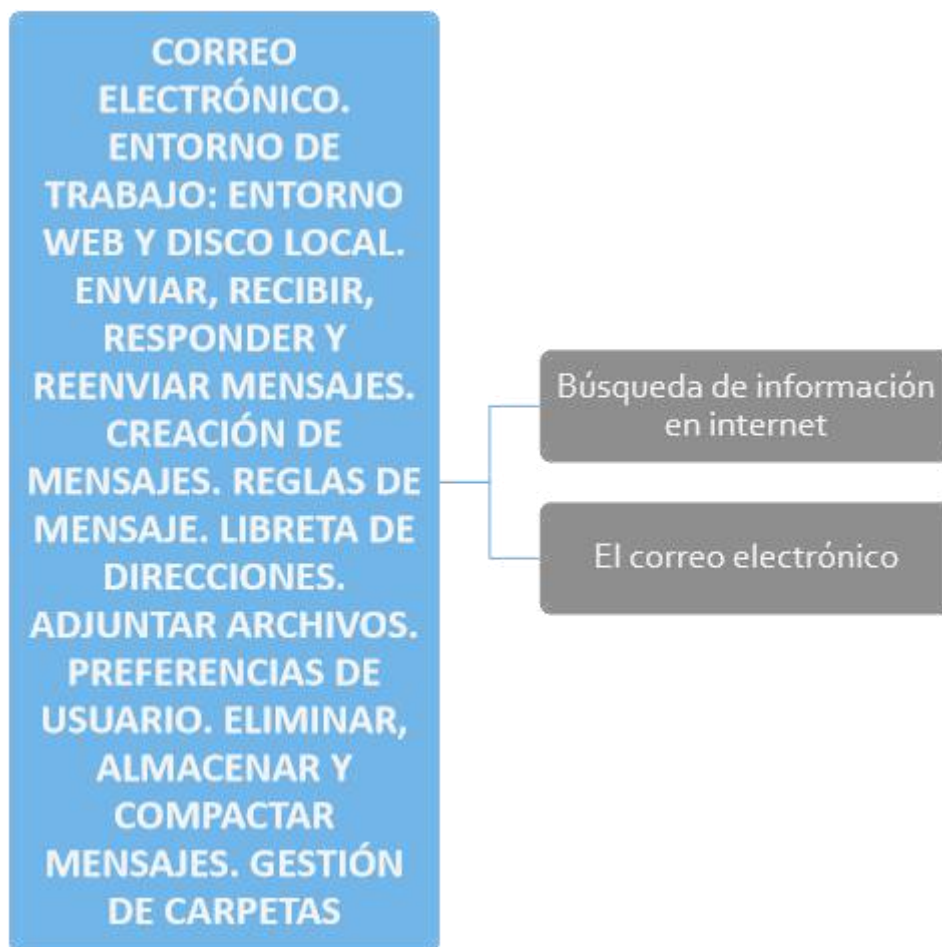 CORREO
ELECTRÓNICO.
ENTORNO DE
TRABAJO: ENTORNO
WEB Y DISCO LOCAL.
ENVIAR, RECIBIR,
RESPONDER Y
REENVIAR MENSAJES.
CREACIÓN DE
MENSAJES. REGLAS DE
MENSAJE. LIBRETA DE
DIRECCIONES.
ADJUNTAR ARCHIVOS.
PREFERENCIAS DE
USUARIO. ELIMINAR,
ALMACENAR Y
COMPACTAR
MENSAJES. GESTIÓN
DE CARPETAS
Búsqueda de información
en internet
El correo electrónico